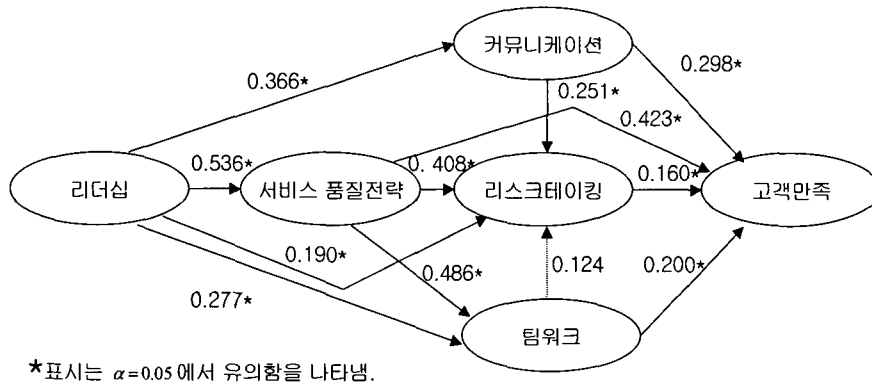 커뮤니케이션
0.366*
0.298*
0.251*
0.423*
0.536*
0.408*
0.160*
리더십
서비스 품질전략
리스크테이킹
고객만족
0.190*
0.486*
0.124
0.200*
0.277*
팀워크
*표시는 α=0.05 에서 유의함을 나타냄.